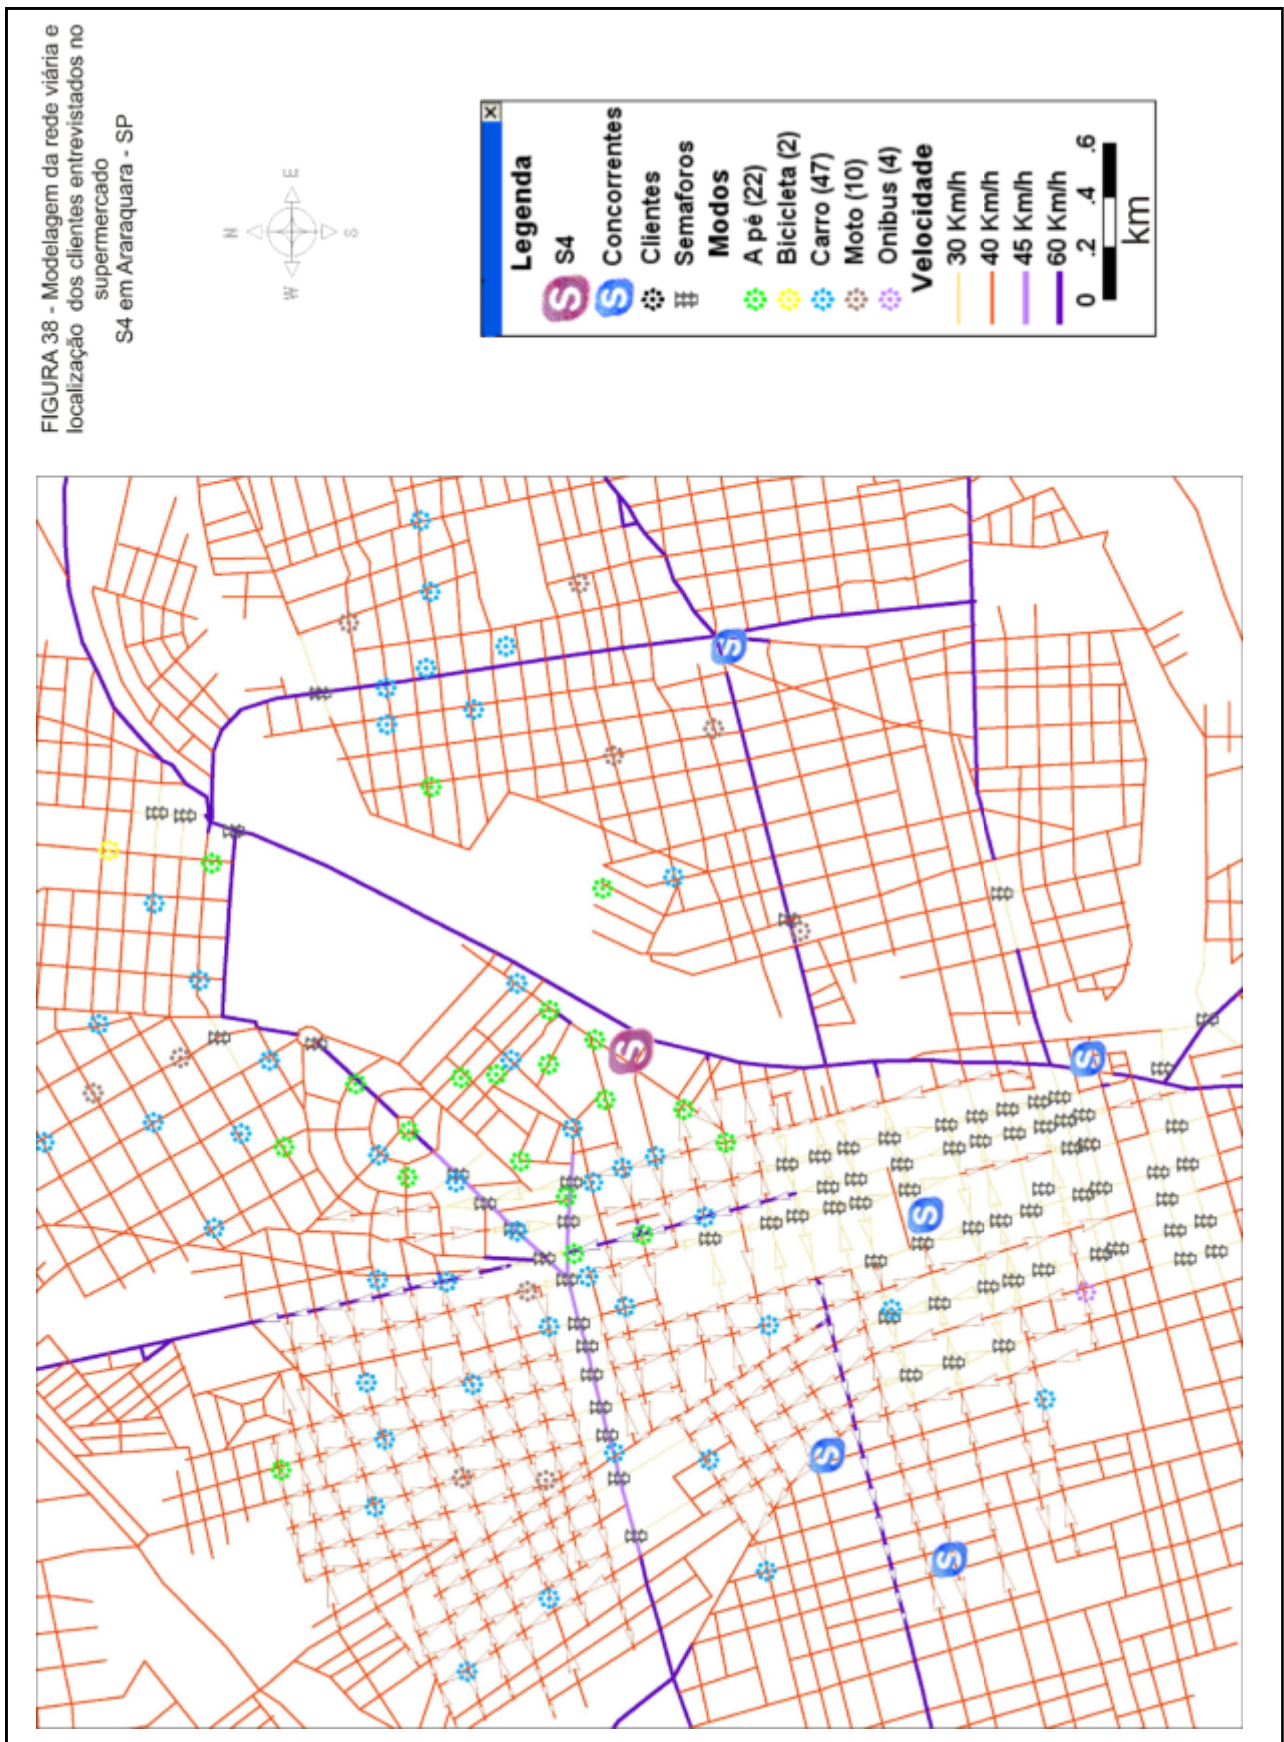 FIGURA 38 - Modelagem da rede viária e
localização dos clientes entrevistados no
supermercado
S4 em Araraquara - SP
N
W E
S
Legenda
S4
Concorrentes
Clientes
Semaforos
Modos
A pé (22)
Bicicleta (2)
Carro (47)
Moto (10)
Onibus (4)
Velocidade
30 Km/h
40 Km/h
45 Km/h
60 Km/h
0 .2 .4 .6
km
S
S
S
S
S
S
S
S